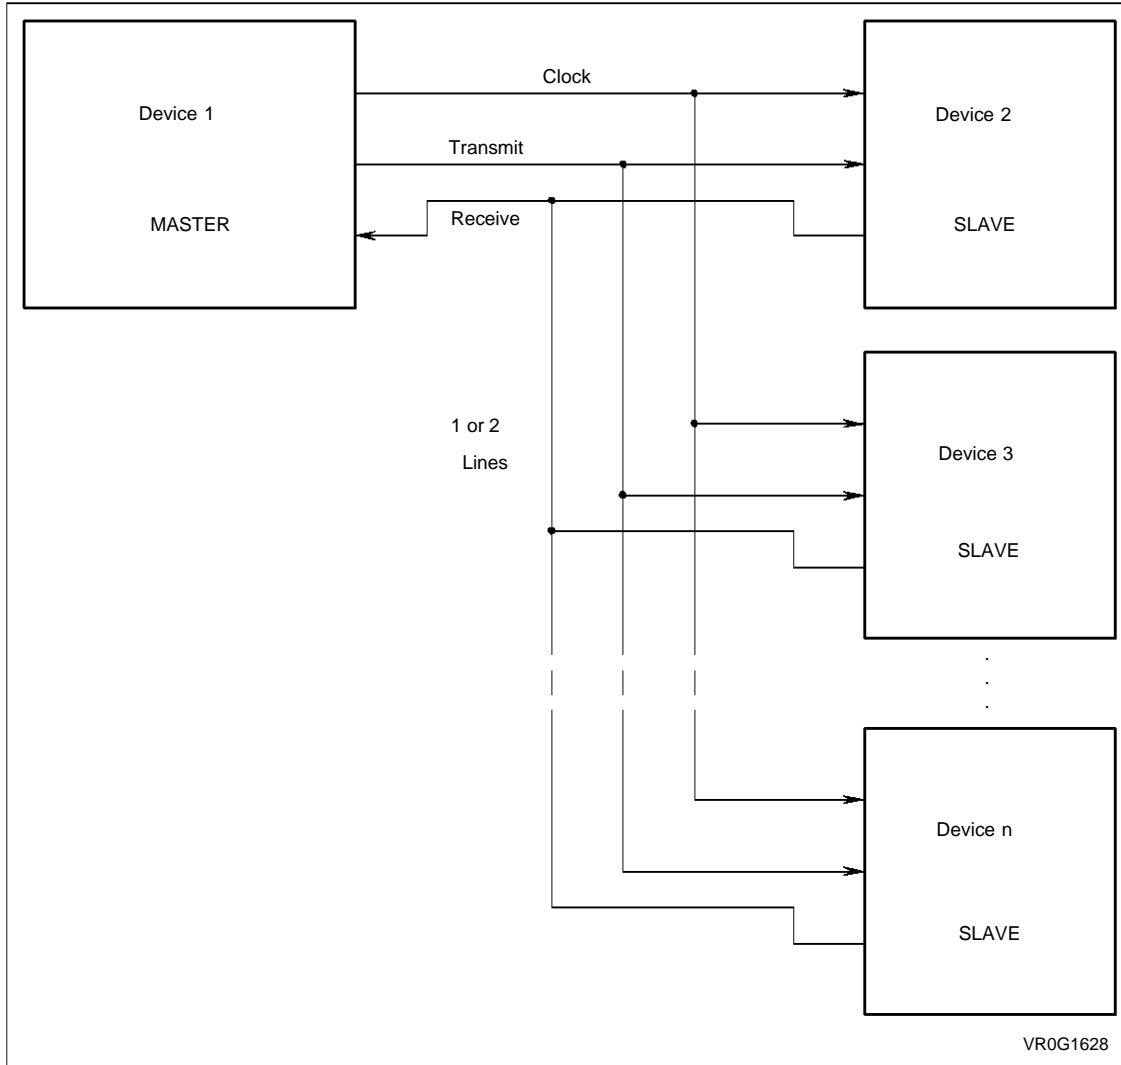 Clock
Device 1
Device 2
Transmit
Receive
MASTER
SLAVE
1 or 2
Lines
Device 3
SLAVE
.
.
.
Device n
SLAVE
VR0G1628